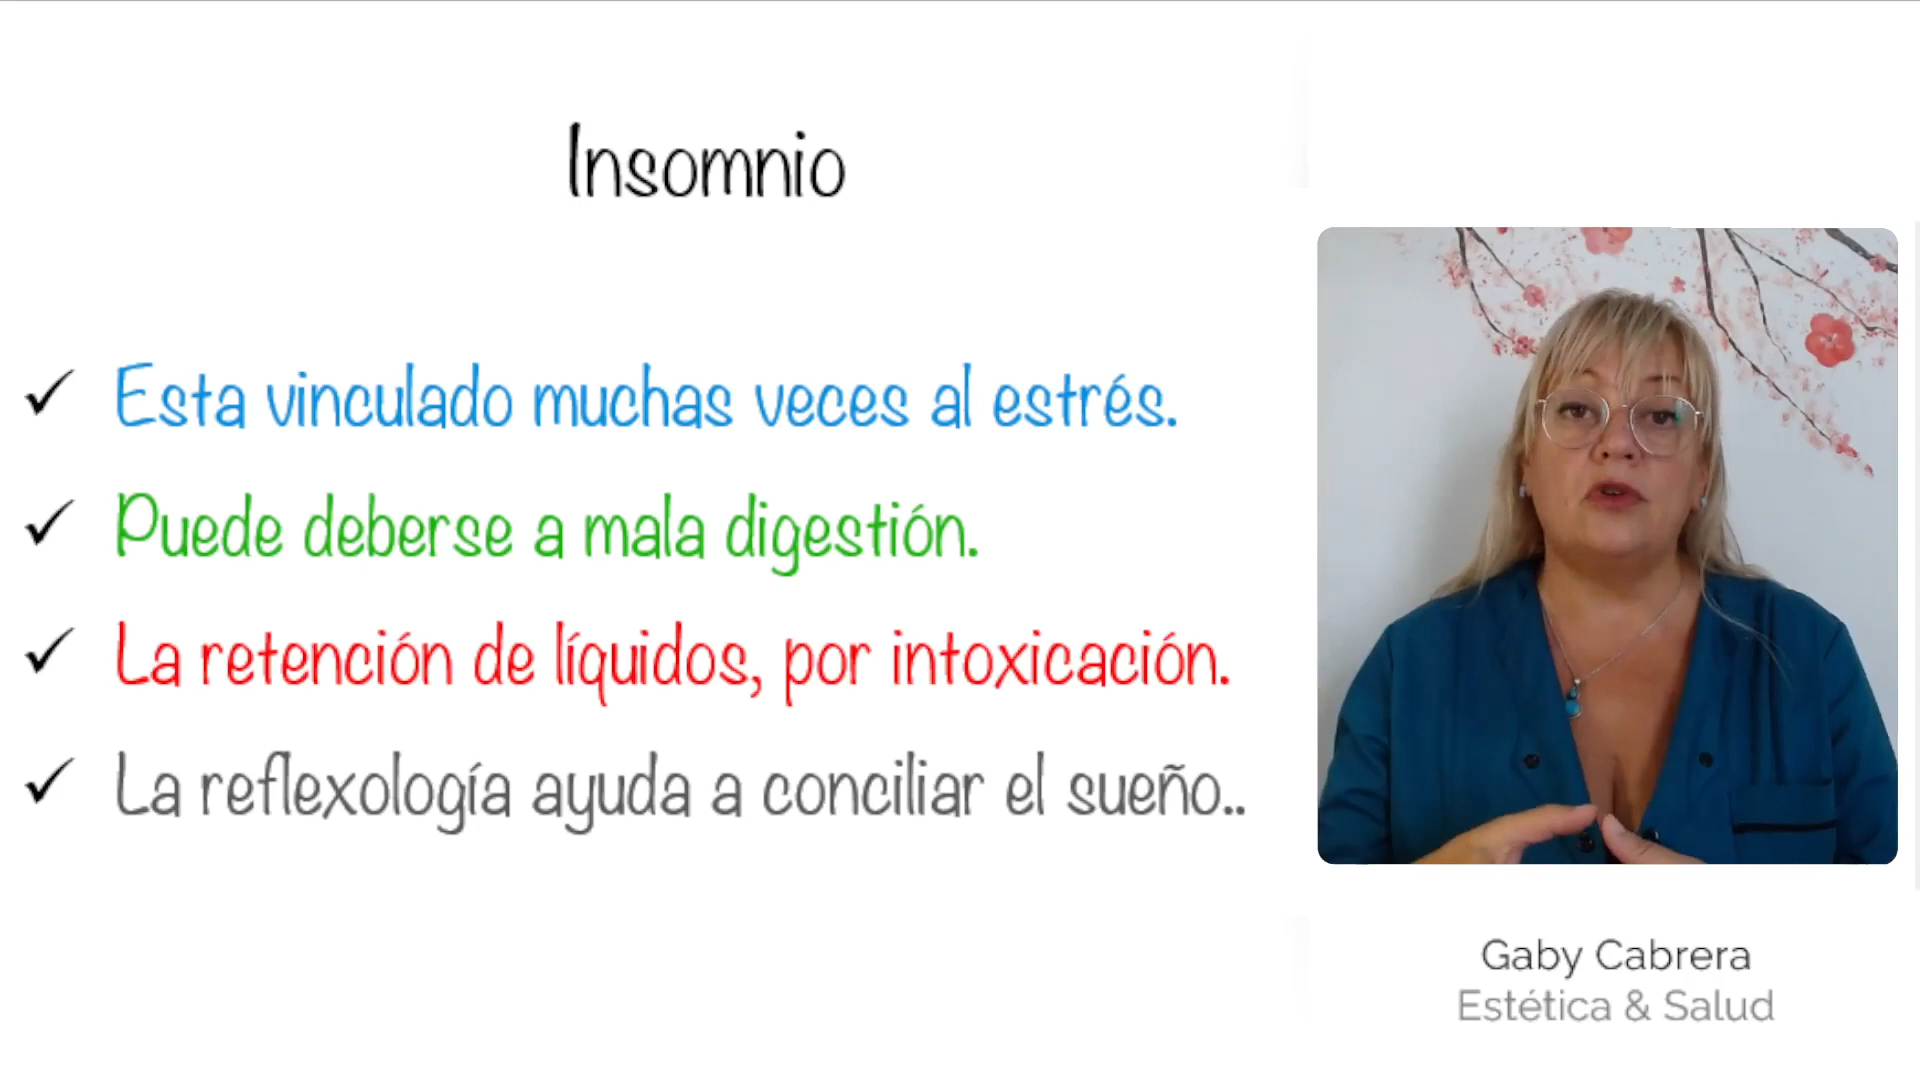 Insomnio
Esta vinculado muchas veces al estrés.
Puede deberse a mala digestión.
La retención de líquidos, por intoxicación.
La reflexología ayuda a conciliar el sueño..
Gaby Cabrera
Estética & Salud